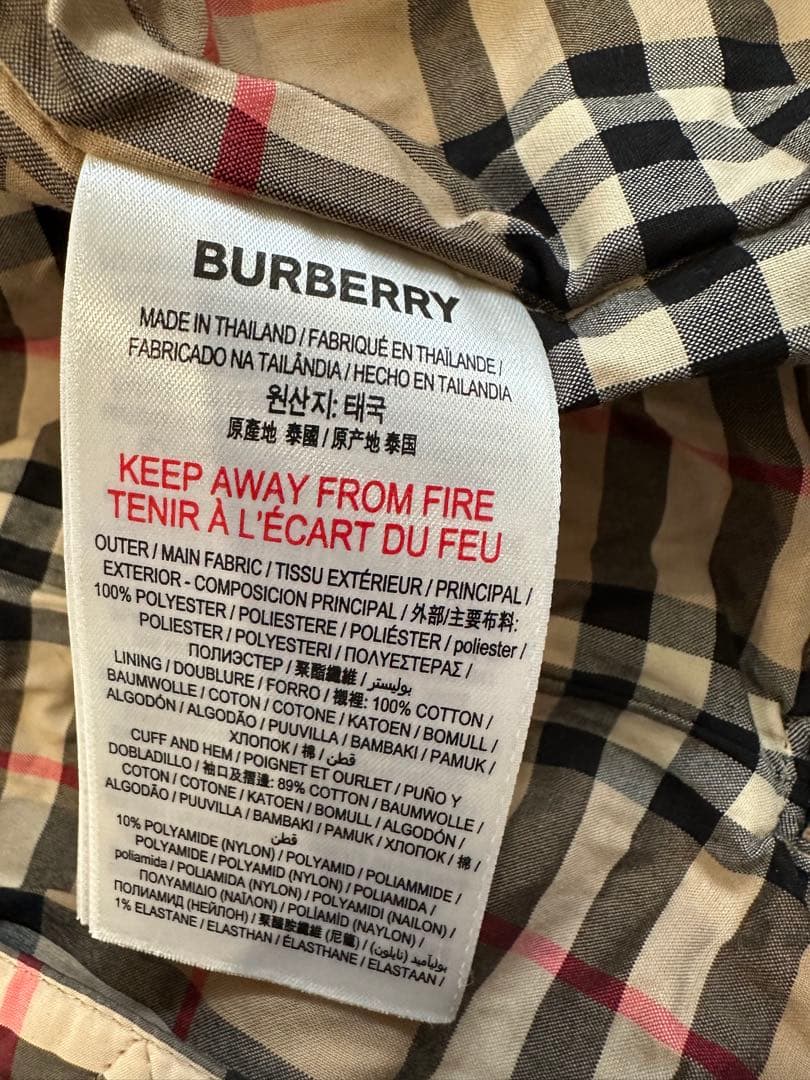 BURBERRY
MADE IN THAILAND / FABRIQUÉ EN THAÏLANDE /
FABRICADO NA TAILÂNDIA / HECHO EN TAILANDIA
원산지: 태국
原產地 泰國 / 原产地 泰国
KEEP AWAY FROM FIRE
TENIR À L'ÉCART DU FEU
OUTER / MAIN FABRIC / TISSU EXTÉRIEUR / PRINCIPAL /
EXTERIOR - COMPOSICION PRINCIPAL / 外部/主要布料:
100% POLYESTER / POLIESTERE / POLIÉSTER / poliester /
POLIESTER / POLYESTERI / ΠΟΛΥΕΣΤΕΡΑΣ /
ПОЛИЭСТЕР / 聚酯纖維 / بوليستر
LINING / DOUBLURE / FORRO / 襯裡: 100% COTTON /
BAUMWOLLE / COTON / COTONE / KATOEN / BOMULL /
ALGODÓN / ALGODÃO / PUUVILLA / BAMBAKI / PAMUK /
ХЛОПОК / 棉 / قطن
CUFF AND HEM / POIGNET ET OURLET / PUÑO Y
DOBLADILLO / 袖口及摺邊: 89% COTTON / BAUMWOLLE /
COTON / COTONE / KATOEN / BOMULL / ALGODÓN /
ALGODÃO / PUUVILLA / BAMBAKI / PAMUK / ХЛОПОК / 棉 /
قطن
10% POLYAMIDE (NYLON) / POLYAMID / POLIAMMIDE /
POLYAMIDE / POLYAMID (NYLON) / POLIAMIDA /
poliamida / POLIAMIDA (NYLON) / POLYAMIDI (NAILON) /
ΠΟΛΥΑΜΙΔΙΟ (ΝΑΪΛΟΝ) / POLİAMİD (NAYLON) /
ПОЛИАМИД (НЕЙЛОН) / 聚醯胺纖維 (尼龍) / بوليآميد (نايلون) /
1% ELASTANE / ELASTHAN / ÉLASTHANE / ELASTAAN /